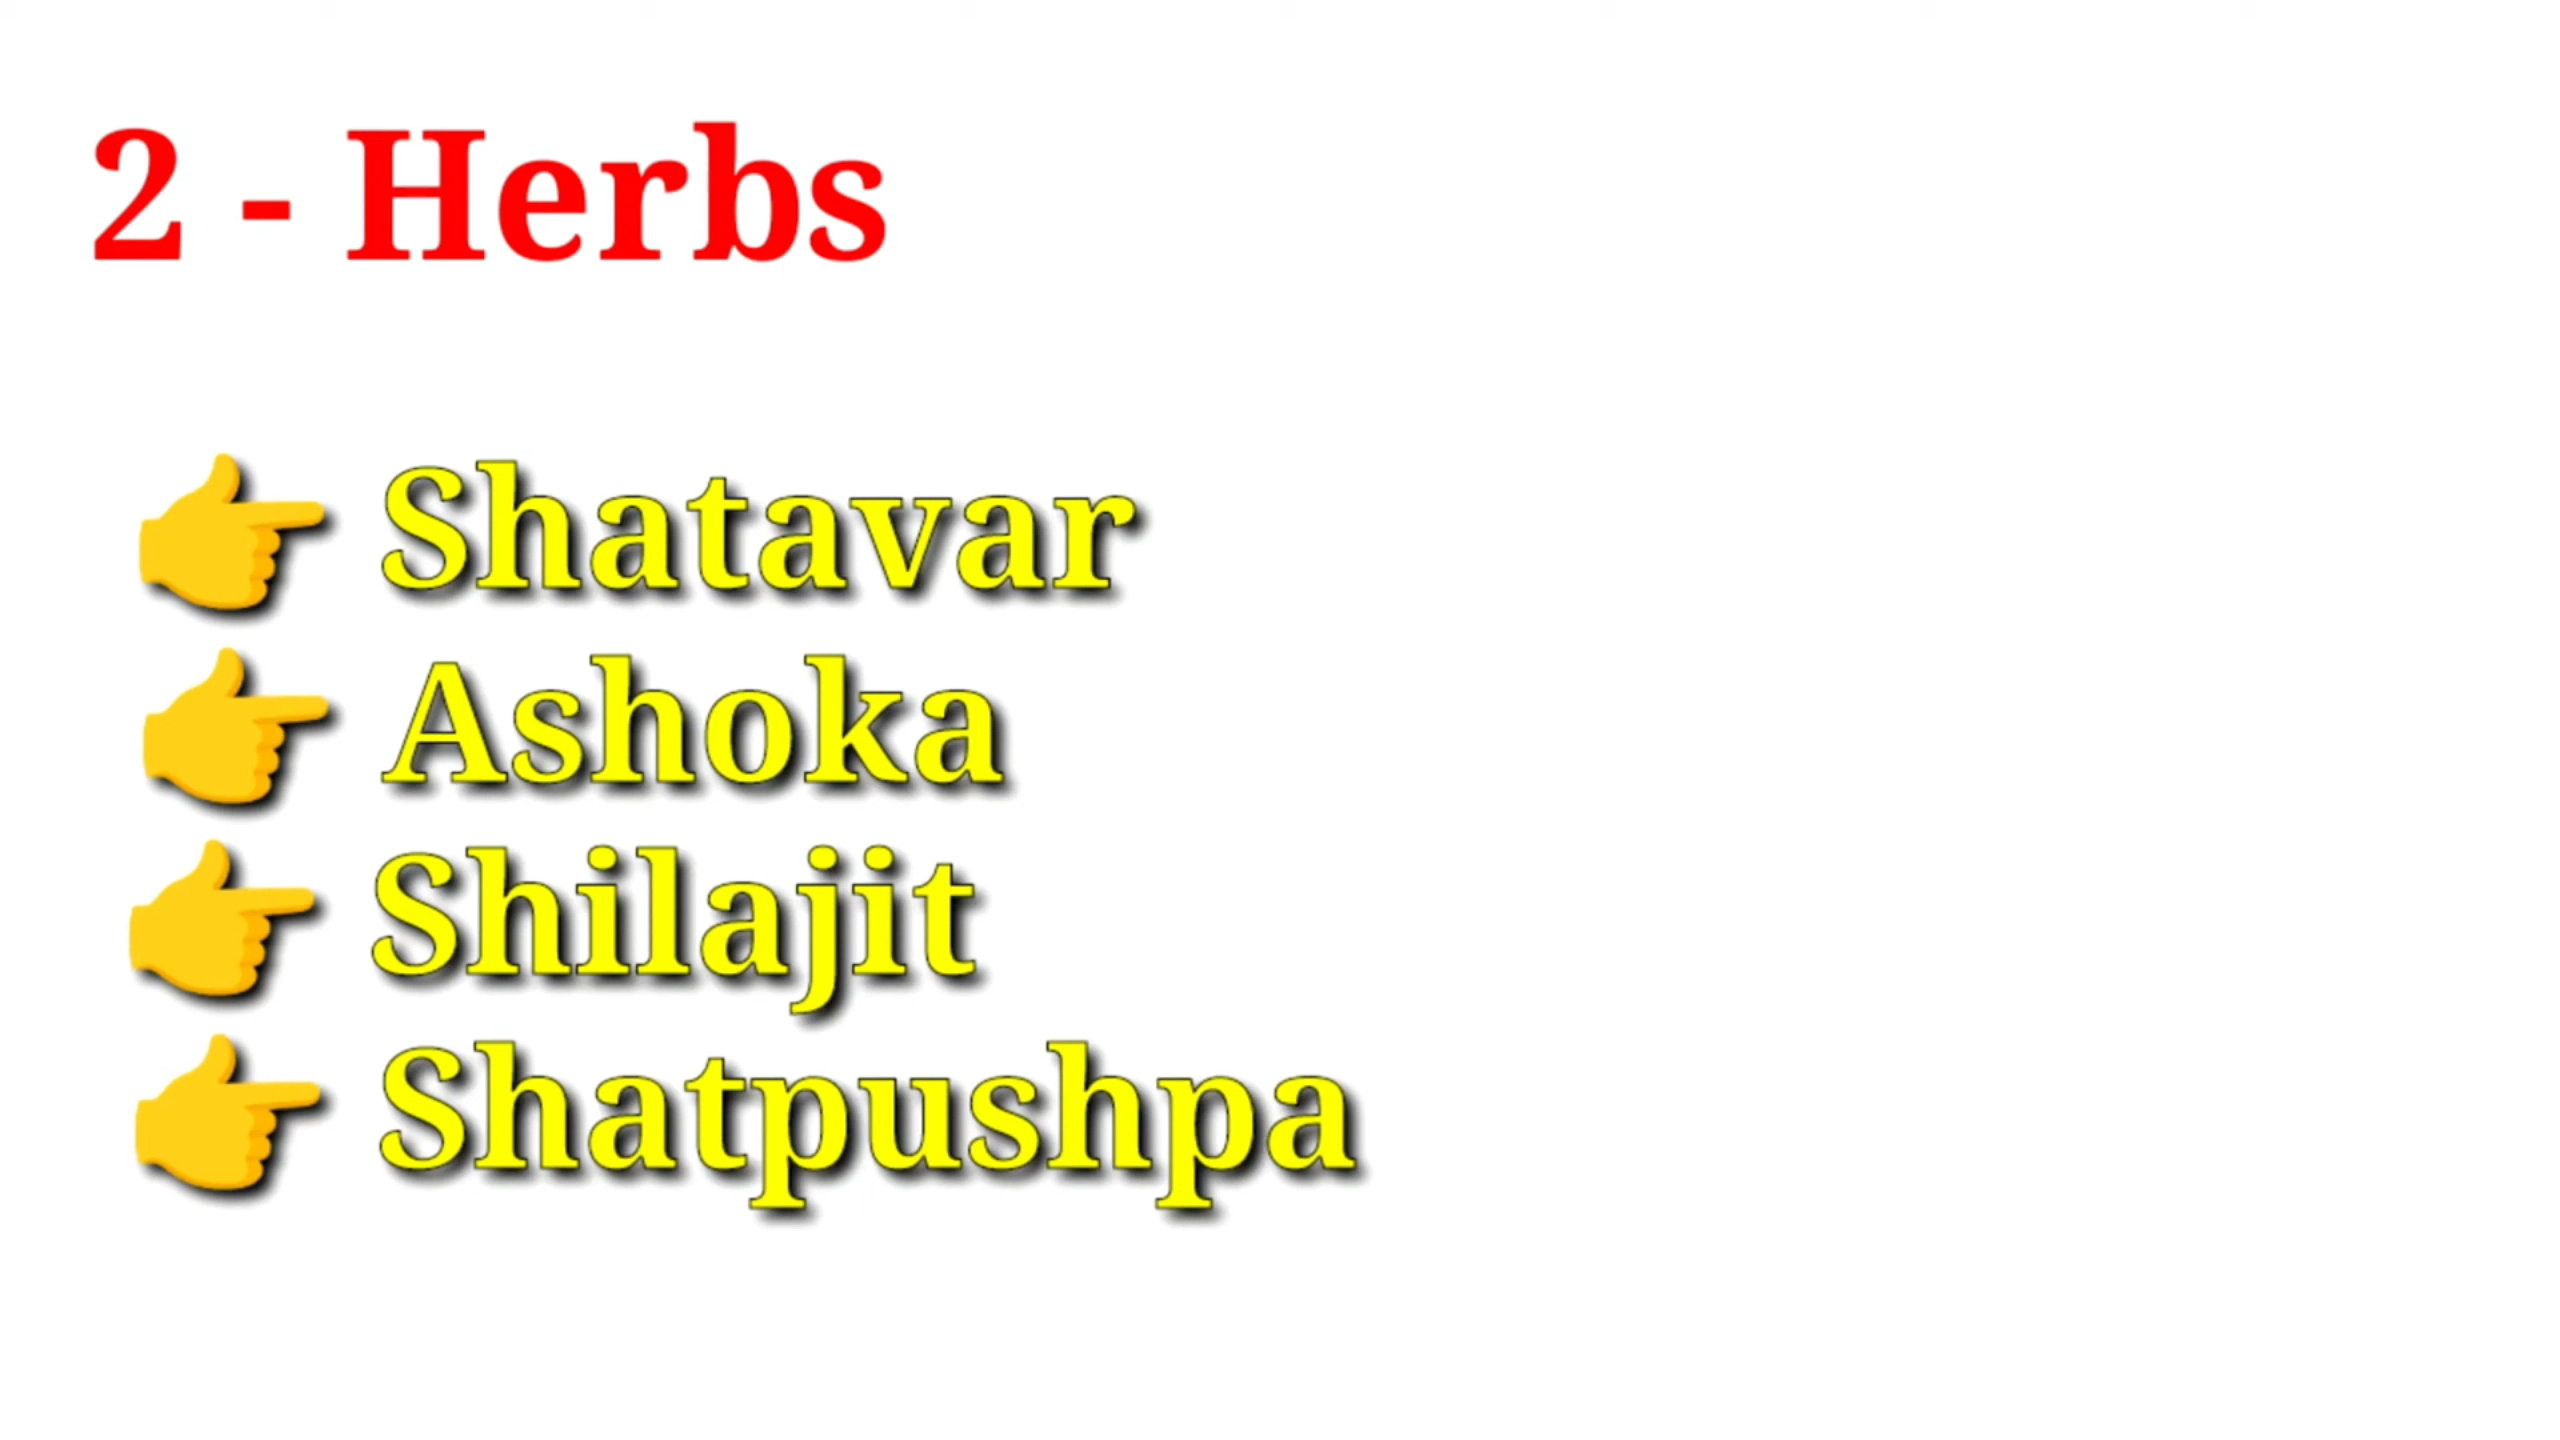 2 - Herbs
👉 Shatavar
👉 Ashoka
👉 Shilajit
👉 Shatpushpa